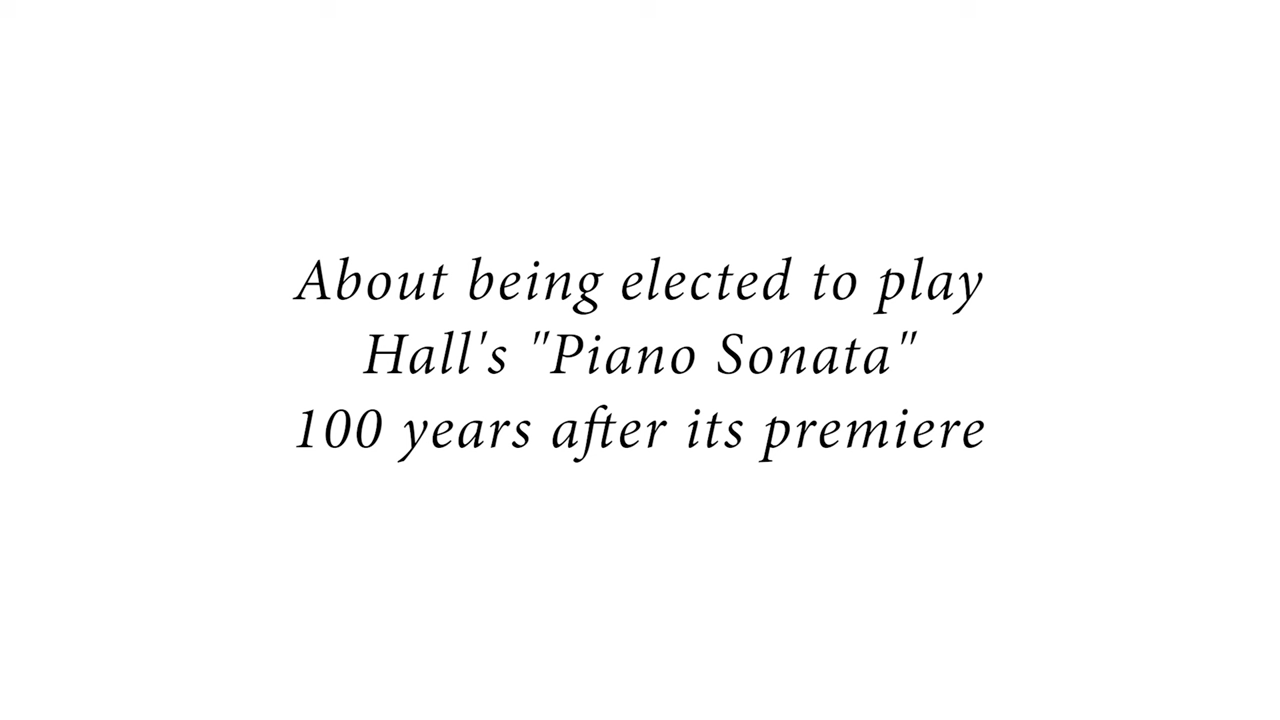 About being elected to play
Hall's "Piano Sonata"
100 years after its premiere